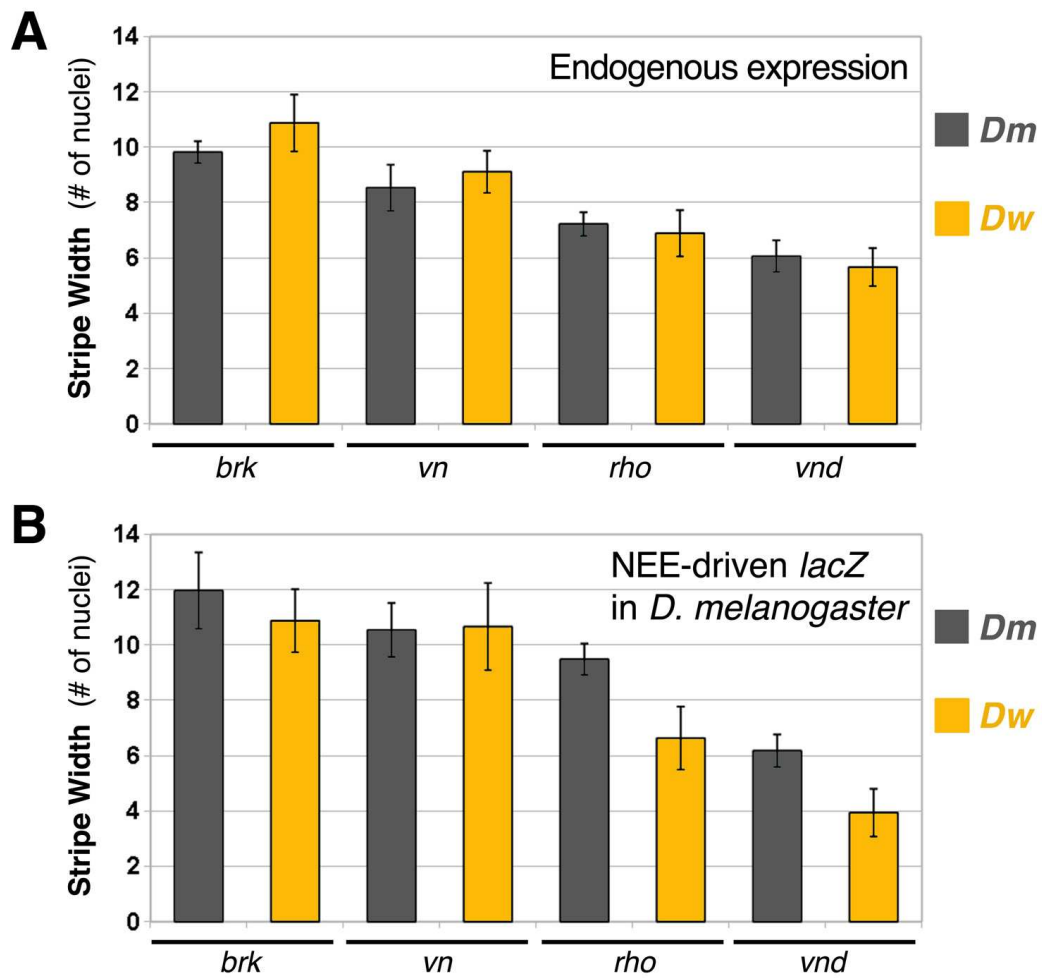 A
Endogenous expression
Stripe Width (# of nuclei)
14
12
10
8
6
4
2
0
brk vn rho vnd
Dm
Dw
B
NEE-driven lacZ
in D. melanogaster
Stripe Width (# of nuclei)
14
12
10
8
6
4
2
0
brk vn rho vnd
Dm
Dw